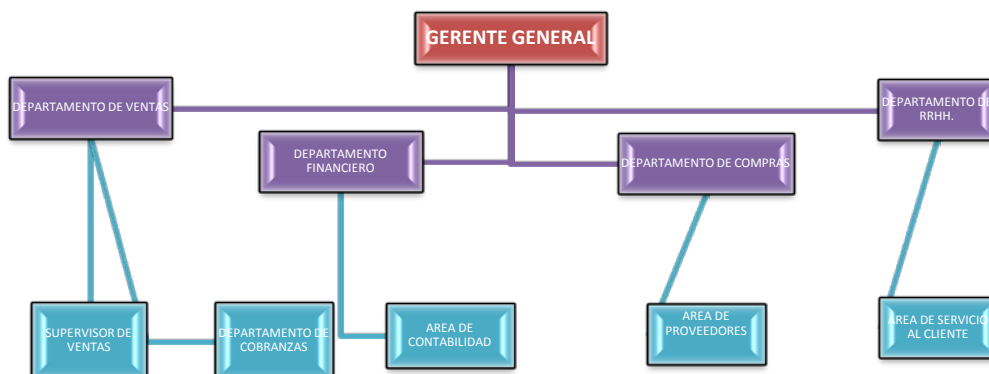 GERENTE GENERAL
DEPARTAMENTO DE VENTAS
DEPARTAMENTO DE
RRHH.
DEPARTAMENTO
FINANCIERO
DEPARTAMENTO DE COMPRAS
SUPERVISOR DE
VENTAS
DEPARTAMENTO DE
COBRANZAS
AREA DE
CONTABILIDAD
AREA DE
PROVEEDORES
AREA DE SERVICIO
AL CLIENTE